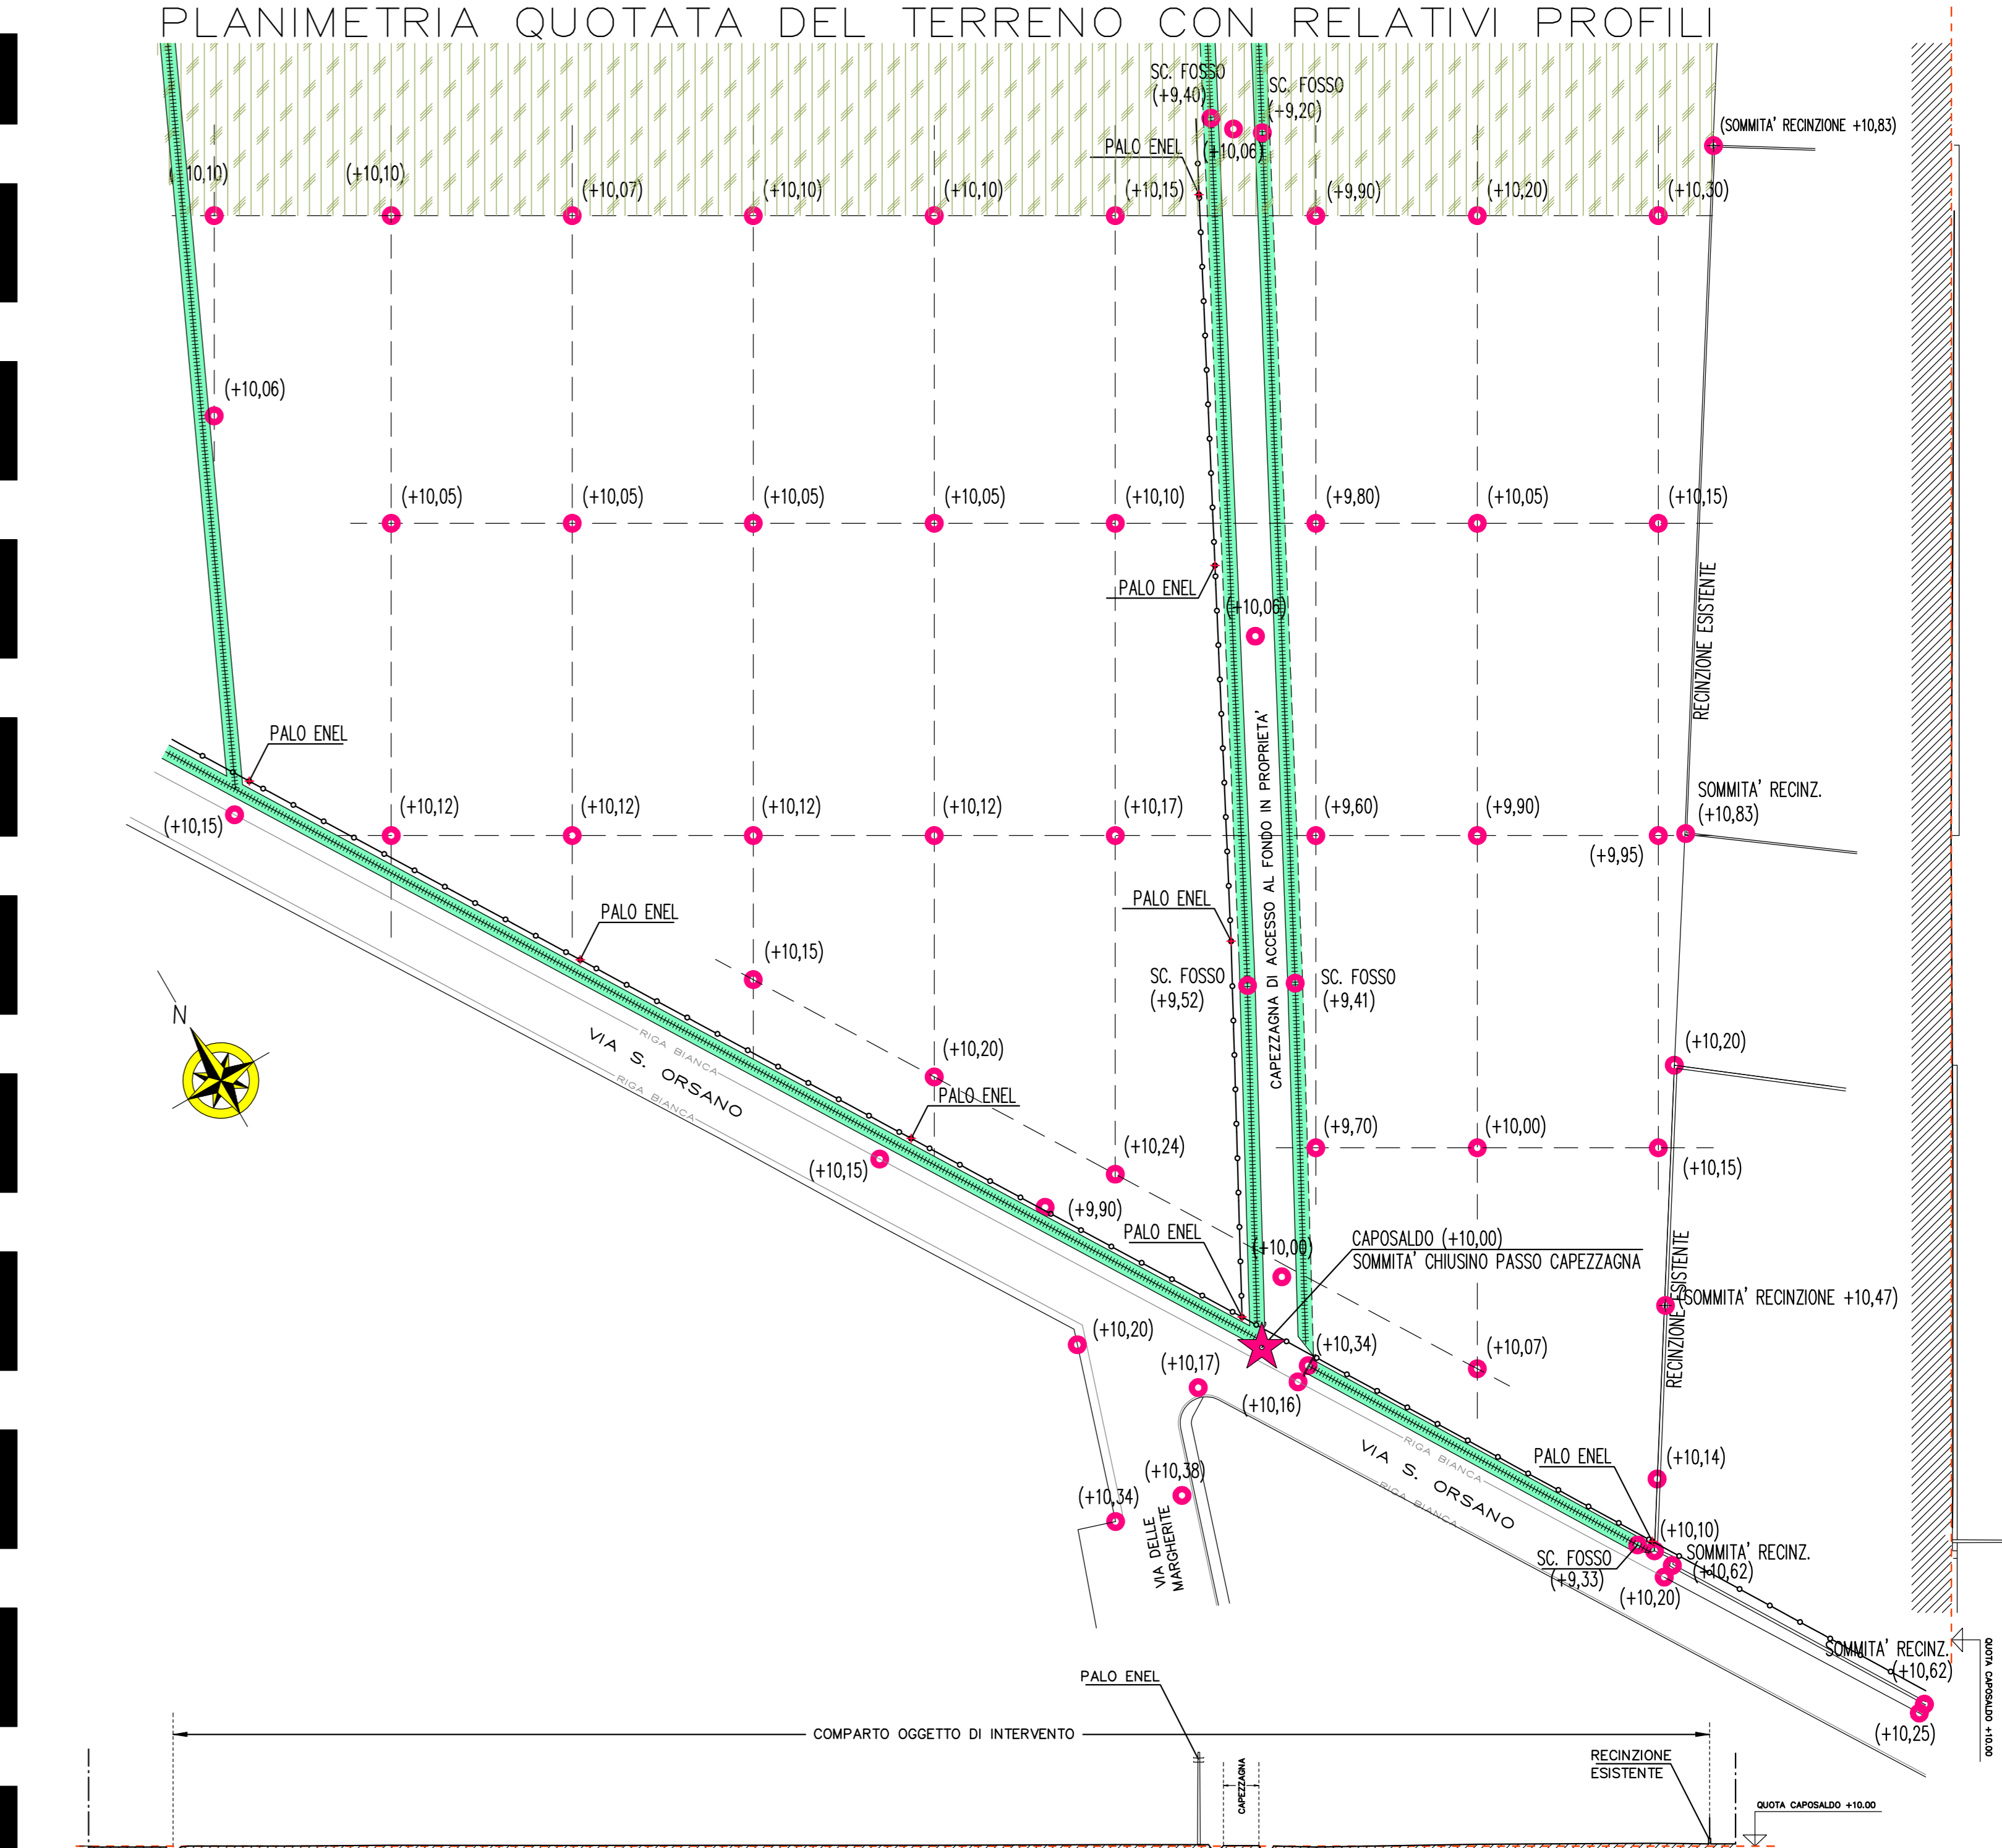 PLANIMETRIA QUOTATA DEL TERRENO CON RELATIVI PROFILI
SC. FOSSO
(+9,40)
SC. FOSSO
(+9,20)
(SOMMITA' RECINZIONE +10,83)
PALO ENEL
(+10,06)
(+10,10)
(+10,10)
(+10,07)
(+10,10)
(+10,10)
(+10,15)
(+9,90)
(+10,20)
(+10,30)
(+10,06)
(+10,05)
(+10,05)
(+10,05)
(+10,05)
(+10,10)
(+9,80)
(+10,05)
(+10,15)
PALO ENEL
(+10,06)
RECINZIONE ESISTENTE
PALO ENEL
CAPEZZAGNA DI ACCESSO AL FONDO IN PROPRIETA'
SOMMITA' RECINZ.
(+10,83)
(+10,15)
(+10,12)
(+10,12)
(+10,12)
(+10,12)
(+10,17)
(+9,60)
(+9,90)
(+9,95)
PALO ENEL
PALO ENEL
(+10,15)
SC. FOSSO
(+9,52)
SC. FOSSO
(+9,41)
N
RIGA BIANCA
VIA S. ORSANO
RIGA BIANCA
(+10,20)
(+10,20)
PALO ENEL
(+9,70)
(+10,00)
(+10,15)
(+10,15)
(+10,24)
(+9,90)
PALO ENEL
(+10,00)
CAPOSALDO (+10,00)
SOMMITA' CHIUSINO PASSO CAPEZZAGNA
RECINZIONE ESISTENTE
(SOMMITA' RECINZIONE +10,47)
(+10,20)
(+10,17)
(+10,34)
(+10,16)
(+10,07)
RIGA BIANCA
VIA S. ORSANO
RIGA BIANCA
PALO ENEL
(+10,14)
(+10,38)
(+10,34)
VIA DELLE
MARGHERITE
(+10,10)
SC. FOSSO
(+9,33)
SOMMITA' RECINZ.
(+10,62)
(+10,20)
SOMMITA' RECINZ.
(+10,62)
(+10,25)
QUOTA CAPOSALDO +10.00
PALO ENEL
COMPARTO OGGETTO DI INTERVENTO
CAPEZZAGNA
RECINZIONE
ESISTENTE
QUOTA CAPOSALDO +10.00